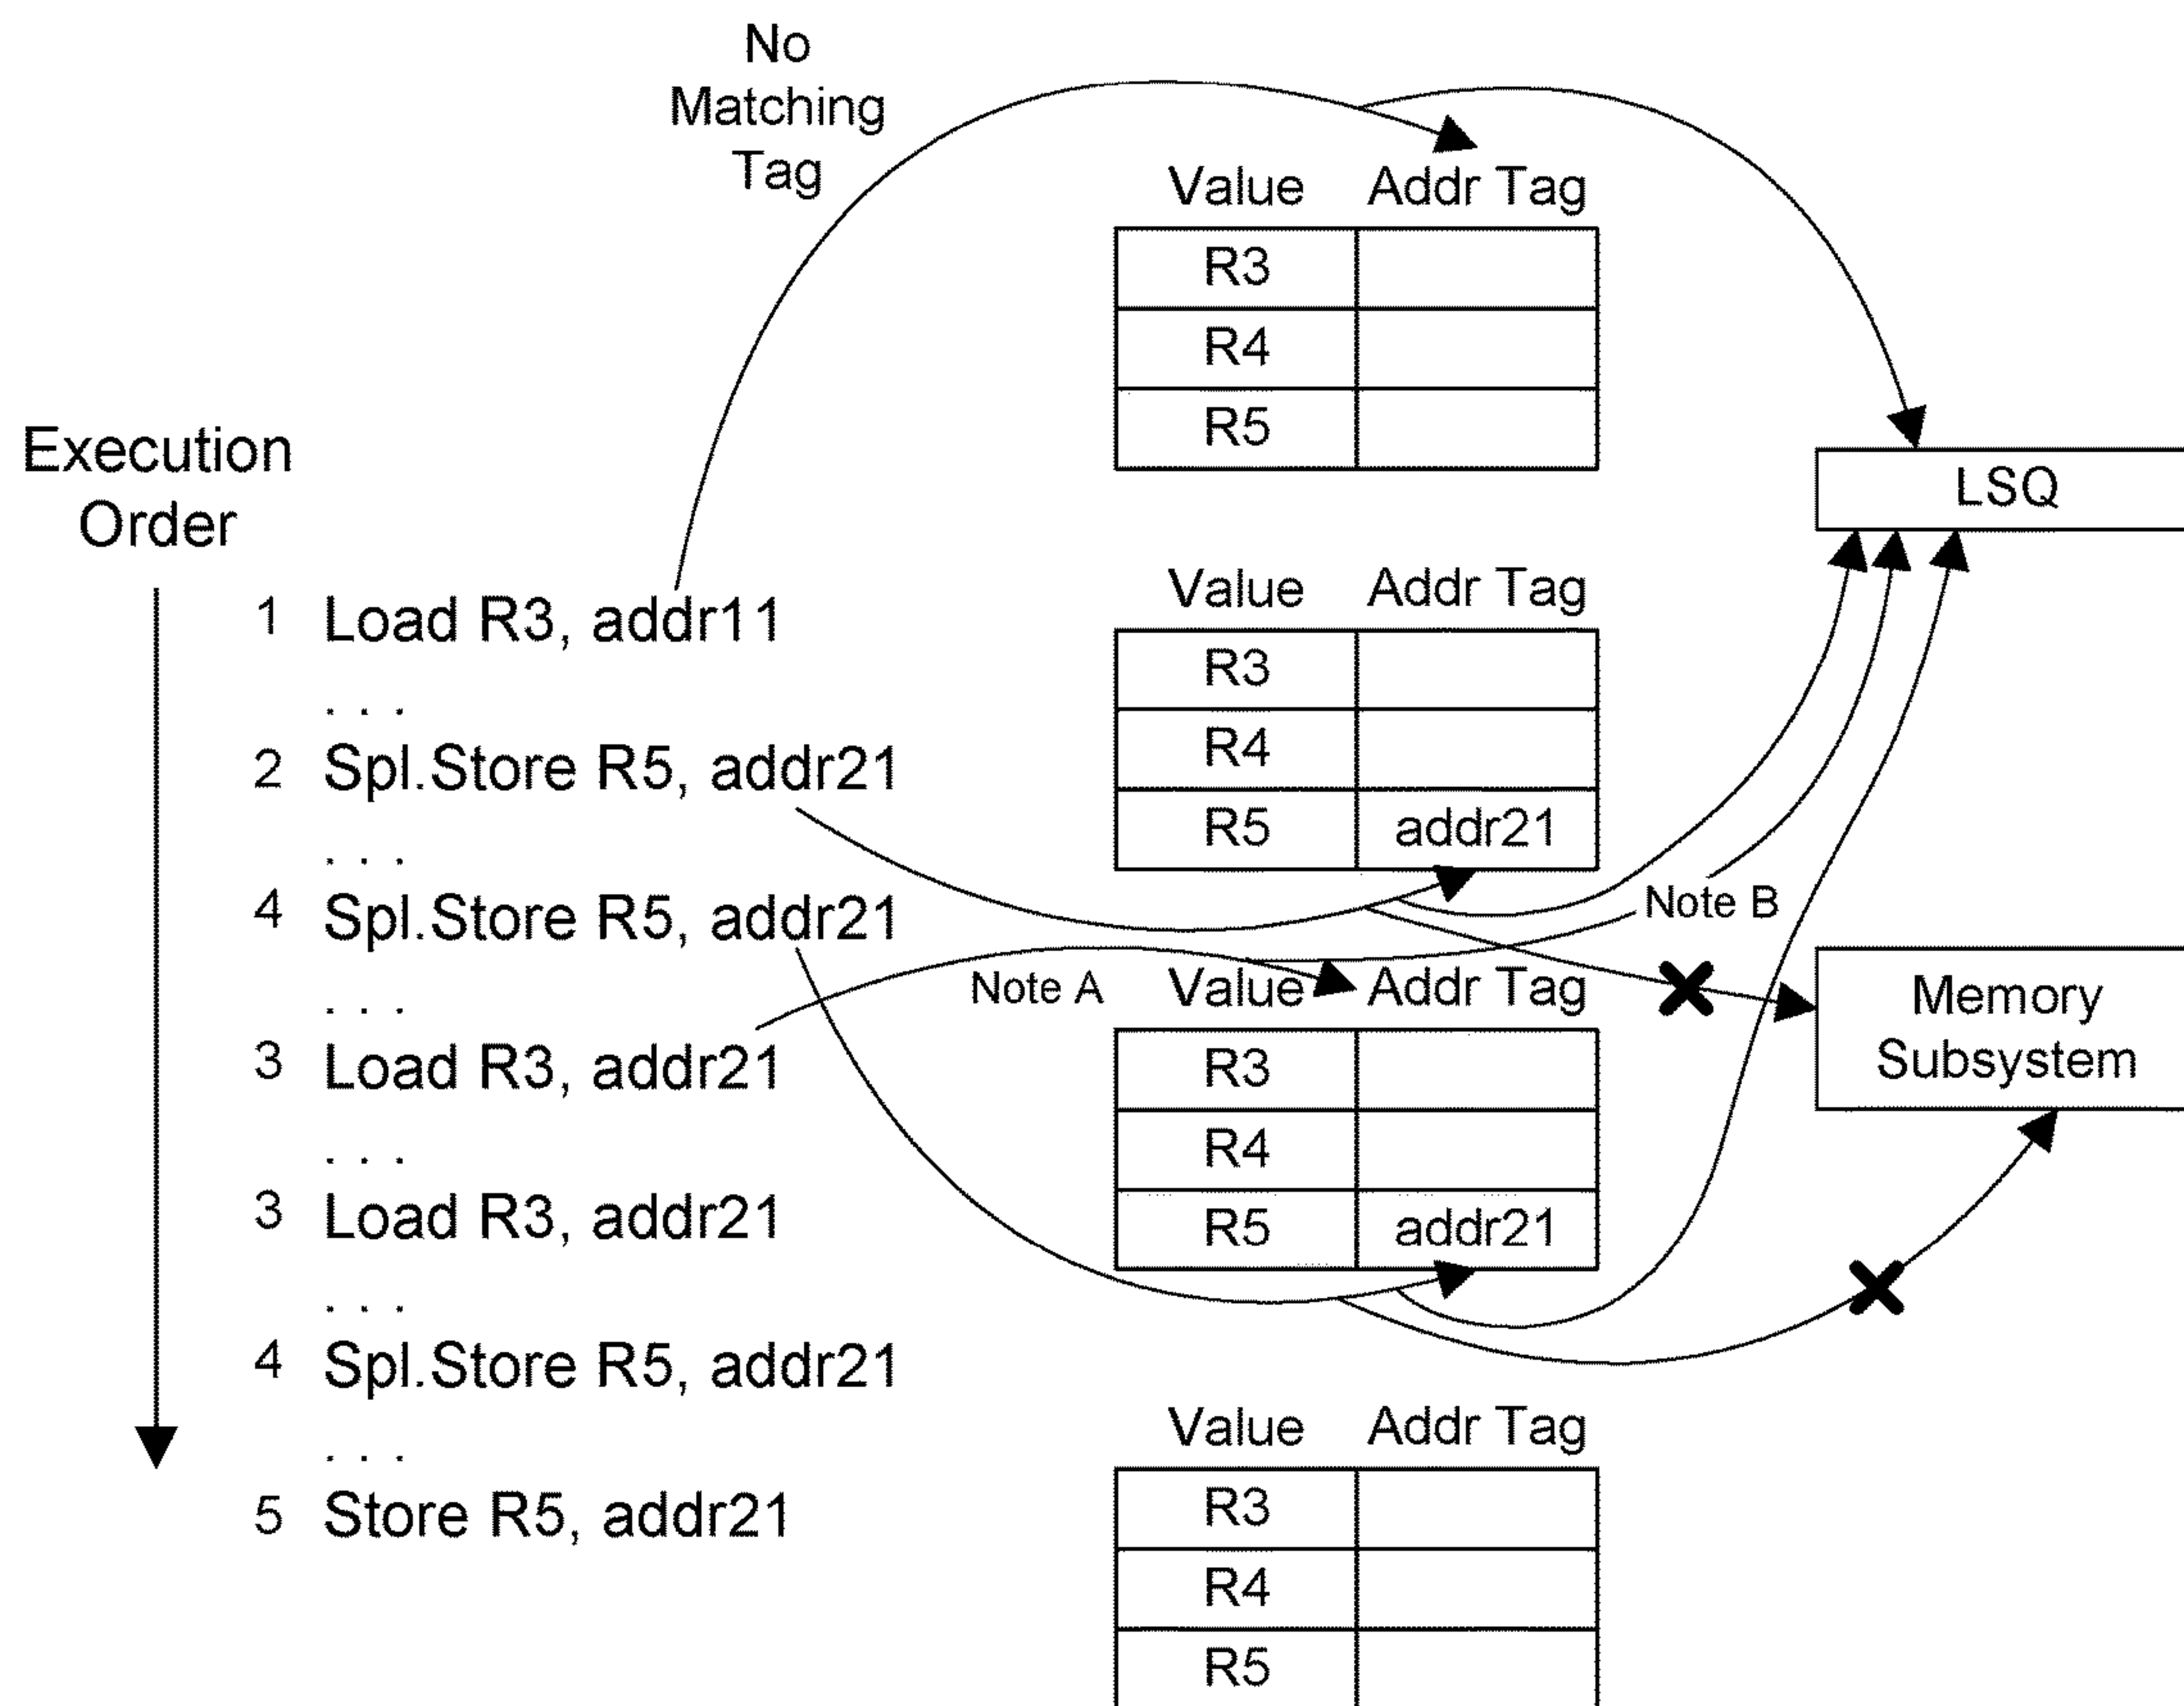 No
Matching
Tag
Value Addr Tag
R3
R4
R5
LSQ
Execution
Order
1 Load R3, addr11
. . .
2 Spl.Store R5, addr21
. . .
4 Spl.Store R5, addr21
. . .
3 Load R3, addr21
. . .
3 Load R3, addr21
. . .
4 Spl.Store R5, addr21
. . .
5 Store R5, addr21
Value Addr Tag
R3
R4
R5 addr21
Note B
Note A
Value Addr Tag
R3
R4
R5 addr21
Memory
Subsystem
Value Addr Tag
R3
R4
R5